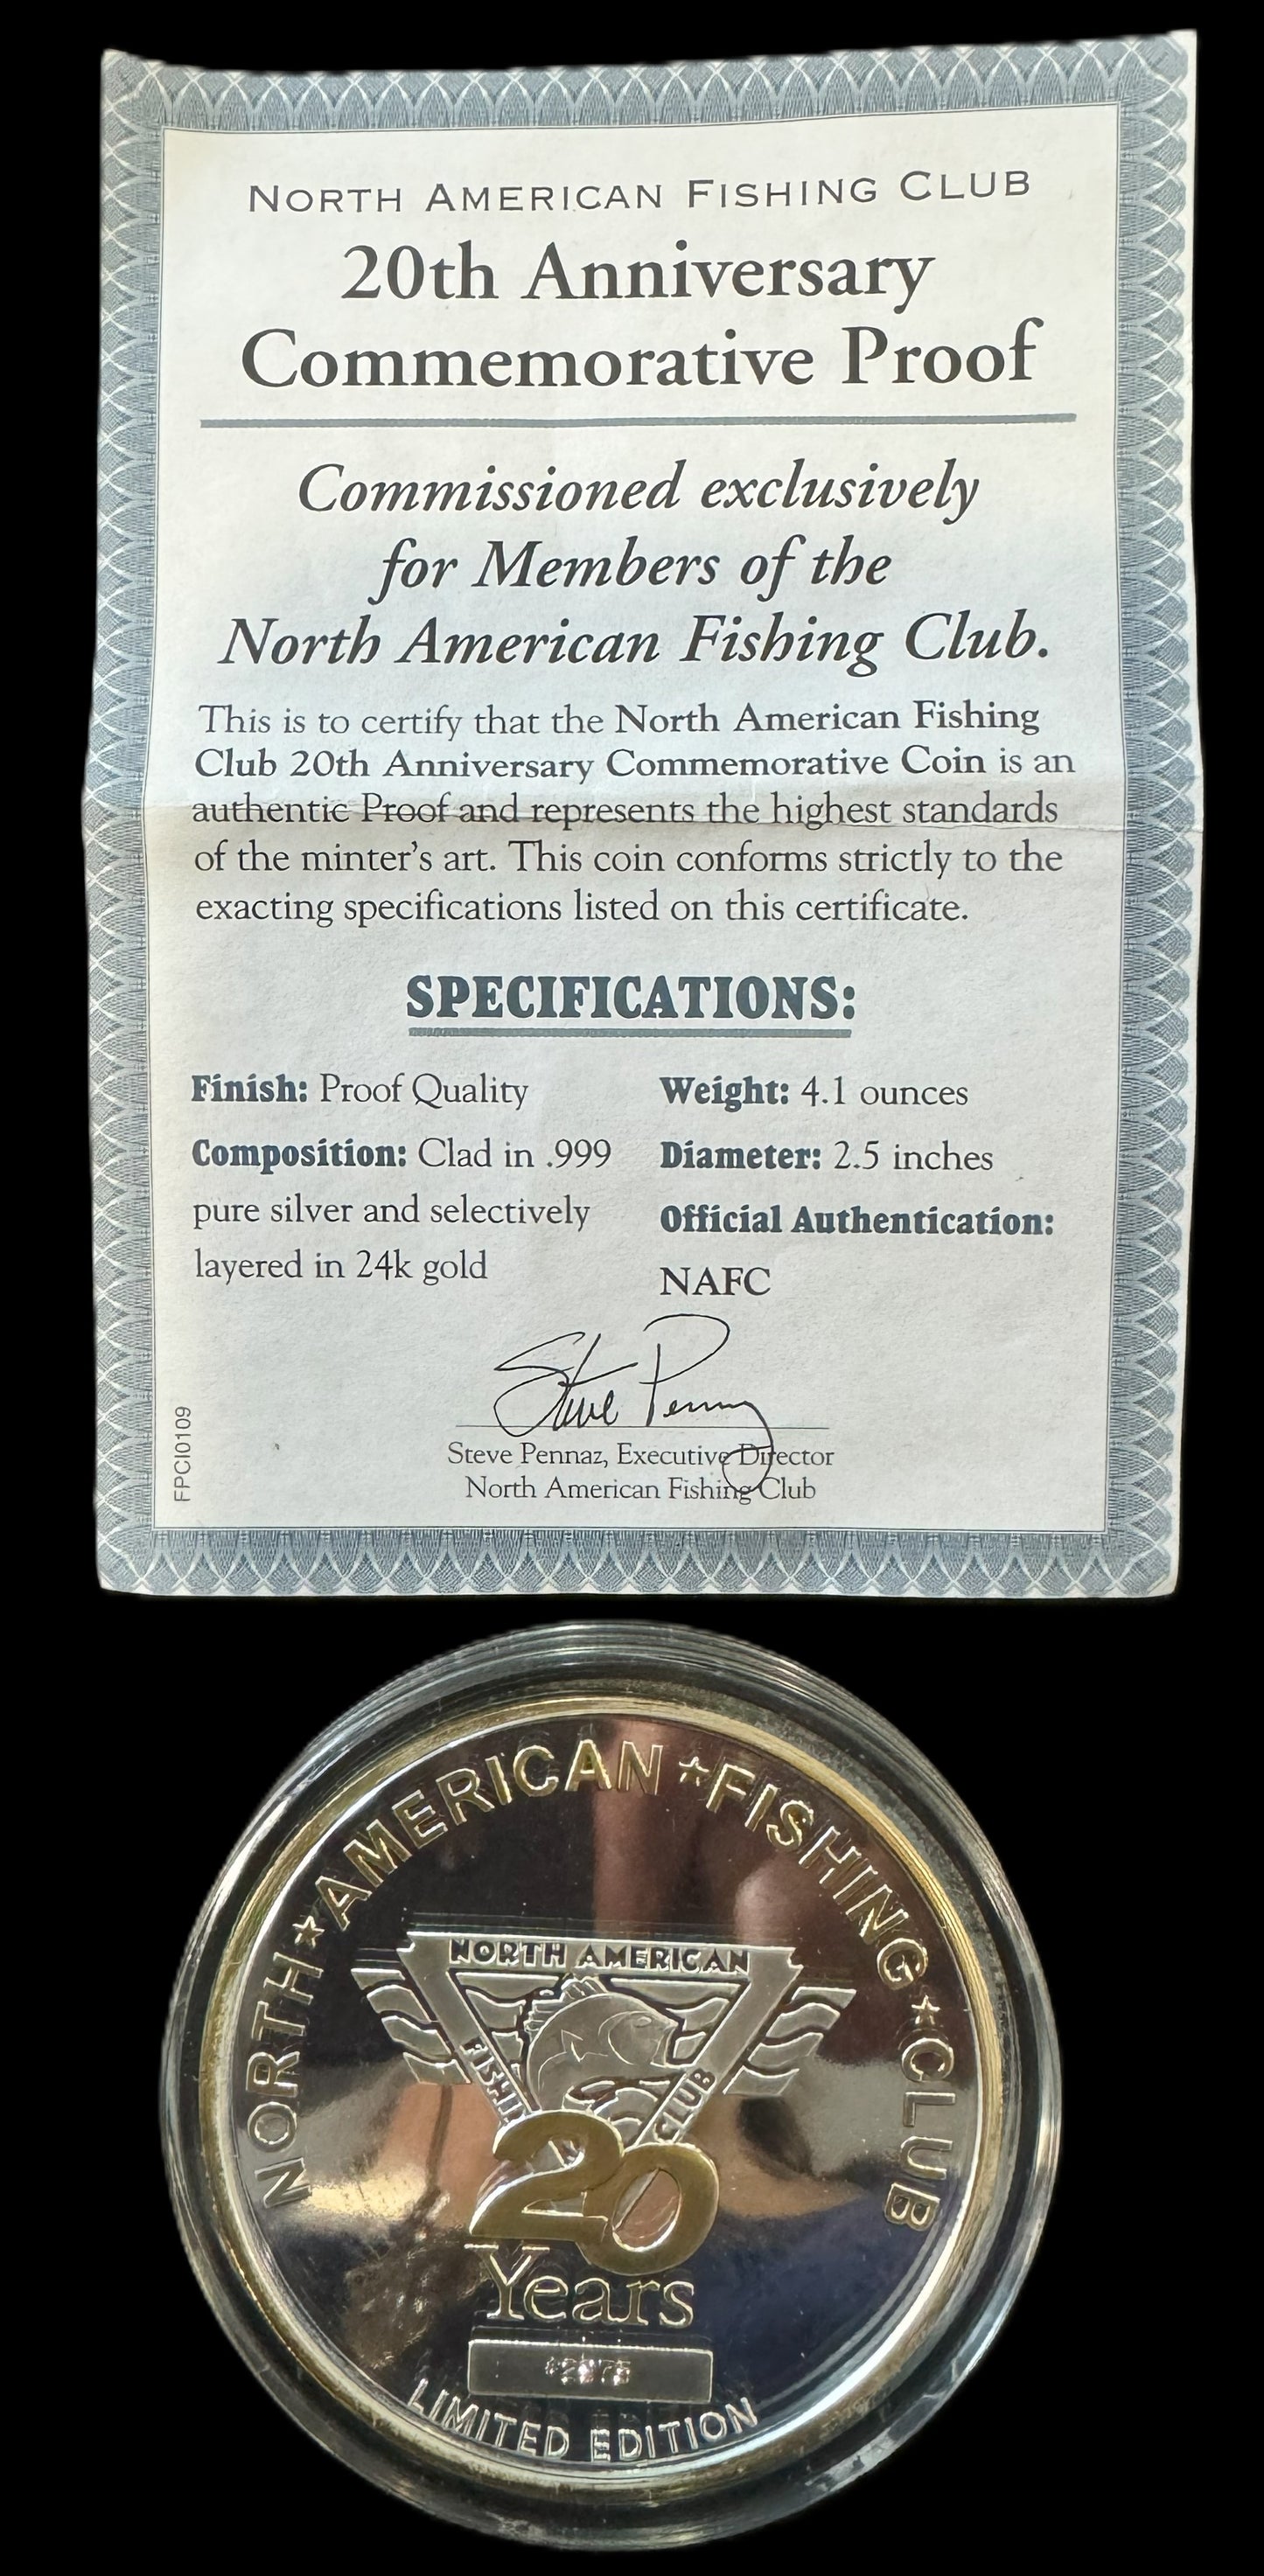 NORTH AMERICAN FISHING CLUB
20th Anniversary
Commemorative Proof
Commissioned exclusively
for Members of the
North American Fishing Club.
This is to certify that the North American Fishing
Club 20th Anniversary Commemorative Coin is an
authentic Proof and represents the highest standards
of the minter's art. This coin conforms strictly to the
exacting specifications listed on this certificate.
SPECIFICATIONS:
Finish: Proof Quality
Composition: Clad in .999
pure silver and selectively
layered in 24k gold
Weight: 4.1 ounces
Diameter: 2.5 inches
Official Authentication:
NAFC
Steve Pennaz
Steve Pennaz, Executive Director
North American Fishing Club
FPCI0109
NORTH★AMERICAN★FISHING★CLUB
NORTH AMERICAN
CLUB
20
Years
LIMITED EDITION